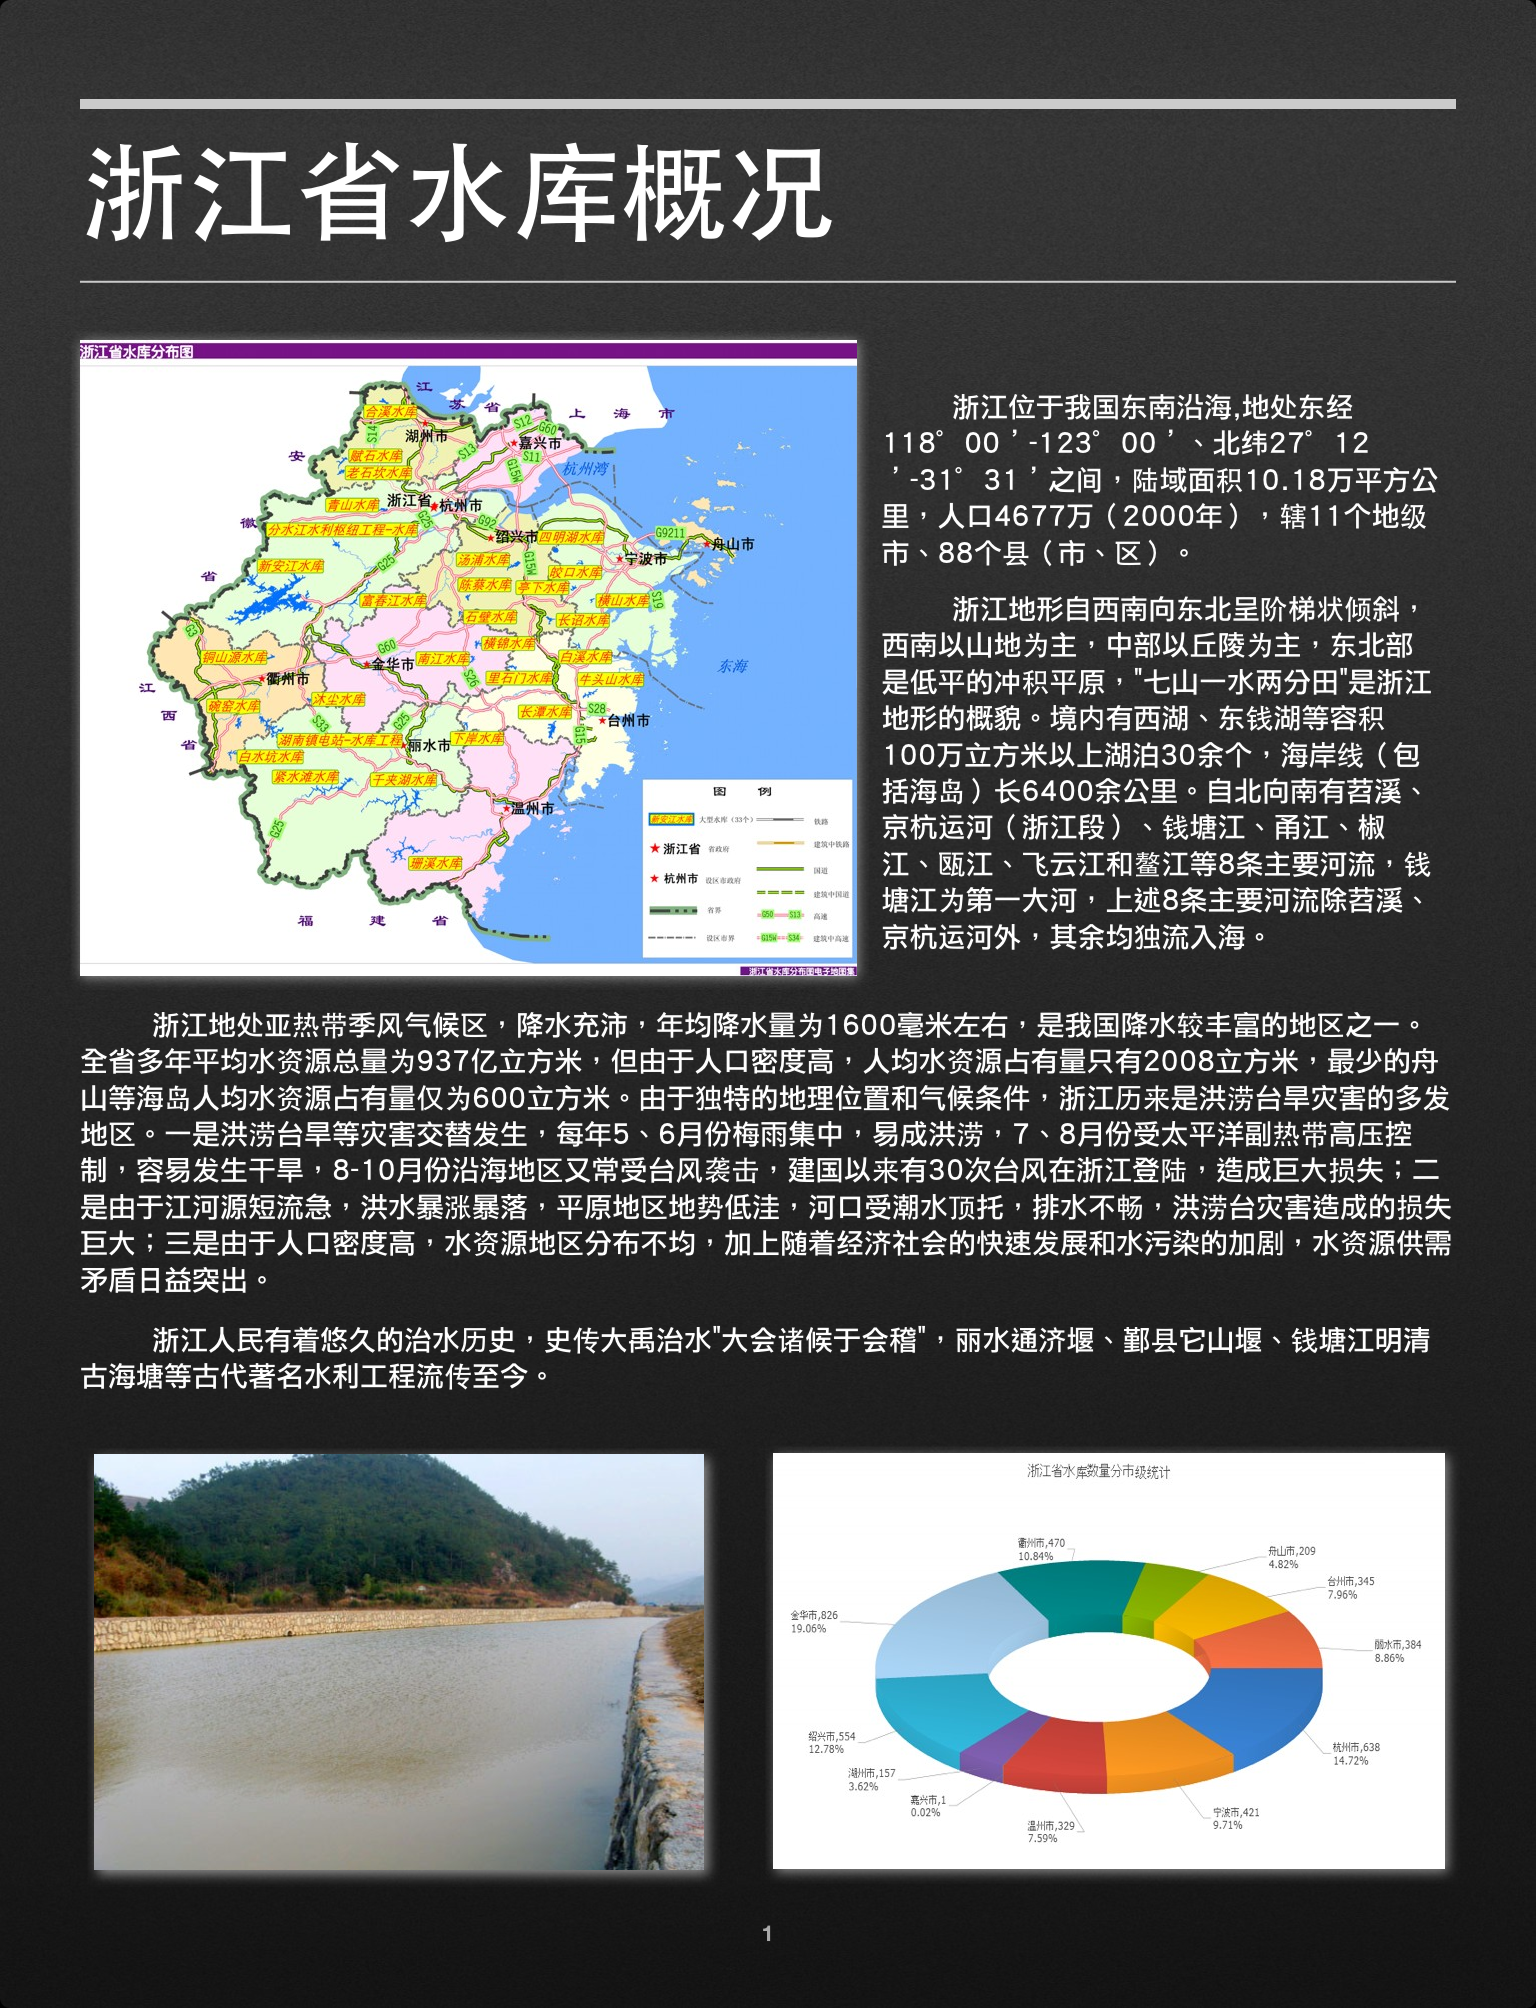 浙江省水库概况
浙江省水库分布图
江
苏
省
上 海 市
合溪水库
湖州市
S14
S12
G60
嘉兴市
S13
S11
G15W
安
赋石水库
老石坎水库
杭州湾
青山水库
浙江省
杭州市
徽
分水江水利枢纽工程-水库
G25
G92
绍兴市
四明湖水库
G9211
舟山市
宁波市
新安江水库
G25
汤浦水库
G15W
皎口水库
省
陈蔡水库
亭下水库
富春江水库
横山水库
S19
石壁水库
长诏水库
G3
G60
横锦水库
铜山源水库
金华市
南江水库
白溪水库
东海
衢州市
S26
里石门水库
牛头山水库
江
沐尘水库
碗窑水库
西
S33
G25
长潭水库
S28
台州市
G15
省
湖南镇电站-水库工程
丽水市
下岸水库
白水坑水库
紧水滩水库
千夹湖水库
温州市
G25
珊溪水库
福 建 省
图 例
新安江水库 大型水库（33个） 铁路
浙江省 省政府 建筑中铁路
杭州市 设区市政府 国道
建筑中国道
省界 G50 S13 高速
设区市界 G15W S34 建筑中高速
浙江省水库分布图电子地图集
浙江位于我国东南沿海,地处东经
118°00＇-123°00＇、北纬27°12
＇-31°31＇之间，陆域面积10.18万平方公
里，人口4677万（2000年），辖11个地级
市、88个县（市、区）。
浙江地形自西南向东北呈阶梯状倾斜，
西南以山地为主，中部以丘陵为主，东北部
是低平的冲积平原，"七山一水两分田"是浙江
地形的概貌。境内有西湖、东钱湖等容积
100万立方米以上湖泊30余个，海岸线（包
括海岛）长6400余公里。自北向南有苕溪、
京杭运河（浙江段）、钱塘江、甬江、椒
江、瓯江、飞云江和鳌江等8条主要河流，钱
塘江为第一大河，上述8条主要河流除苕溪、
京杭运河外，其余均独流入海。
浙江地处亚热带季风气候区，降水充沛，年均降水量为1600毫米左右，是我国降水较丰富的地区之一。
全省多年平均水资源总量为937亿立方米，但由于人口密度高，人均水资源占有量只有2008立方米，最少的舟
山等海岛人均水资源占有量仅为600立方米。由于独特的地理位置和气候条件，浙江历来是洪涝台旱灾害的多发
地区。一是洪涝台旱等灾害交替发生，每年5、6月份梅雨集中，易成洪涝，7、8月份受太平洋副热带高压控
制，容易发生干旱，8-10月份沿海地区又常受台风袭击，建国以来有30次台风在浙江登陆，造成巨大损失；二
是由于江河源短流急，洪水暴涨暴落，平原地区地势低洼，河口受潮水顶托，排水不畅，洪涝台灾害造成的损失
巨大；三是由于人口密度高，水资源地区分布不均，加上随着经济社会的快速发展和水污染的加剧，水资源供需
矛盾日益突出。
浙江人民有着悠久的治水历史，史传大禹治水"大会诸候于会稽"，丽水通济堰、鄞县它山堰、钱塘江明清
古海塘等古代著名水利工程流传至今。
浙江省水库数量分市级统计
衢州市,470
10.84%
舟山市,209
4.82%
台州市,345
7.96%
金华市,826
19.06%
丽水市,384
8.86%
绍兴市,554
12.78%
杭州市,638
14.72%
湖州市,157
3.62%
嘉兴市,1
0.02%
宁波市,421
9.71%
温州市,329
7.59%
1